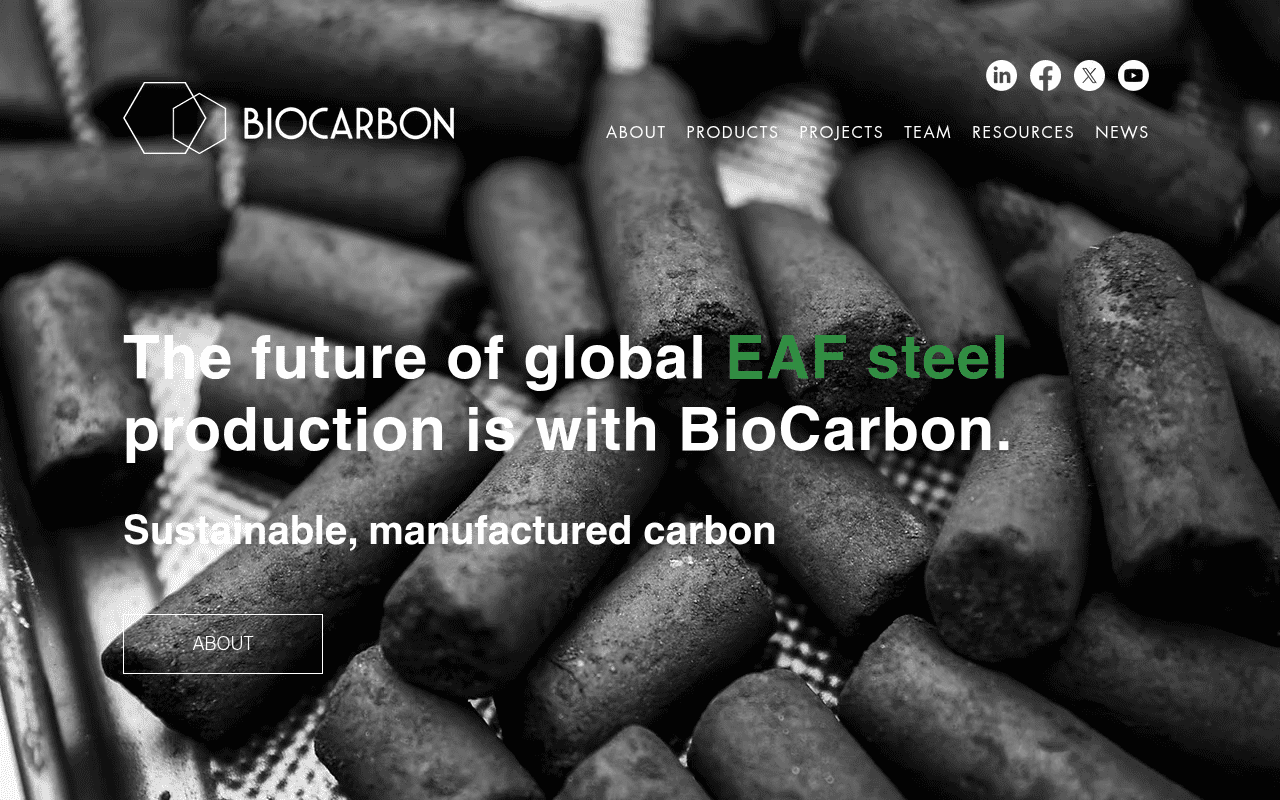 BIOCARBON
ABOUT PRODUCTS PROJECTS TEAM RESOURCES NEWS
The future of global EAF steel
production is with BioCarbon.
Sustainable, manufactured carbon
ABOUT